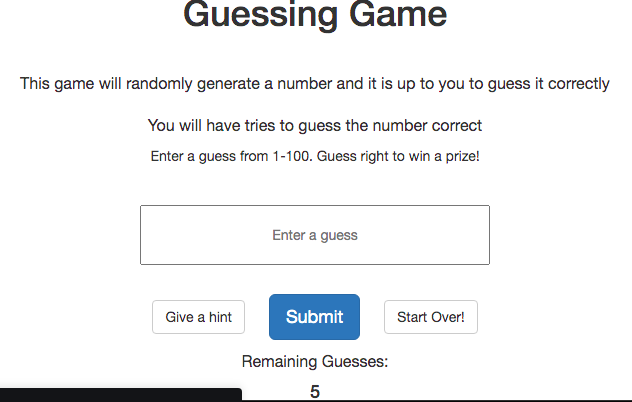 Guessing Game
This game will randomly generate a number and it is up to you to guess it correctly
You will have tries to guess the number correct
Enter a guess from 1-100. Guess right to win a prize!
Enter a guess
Give a hint Submit Start Over!
Remaining Guesses:
5